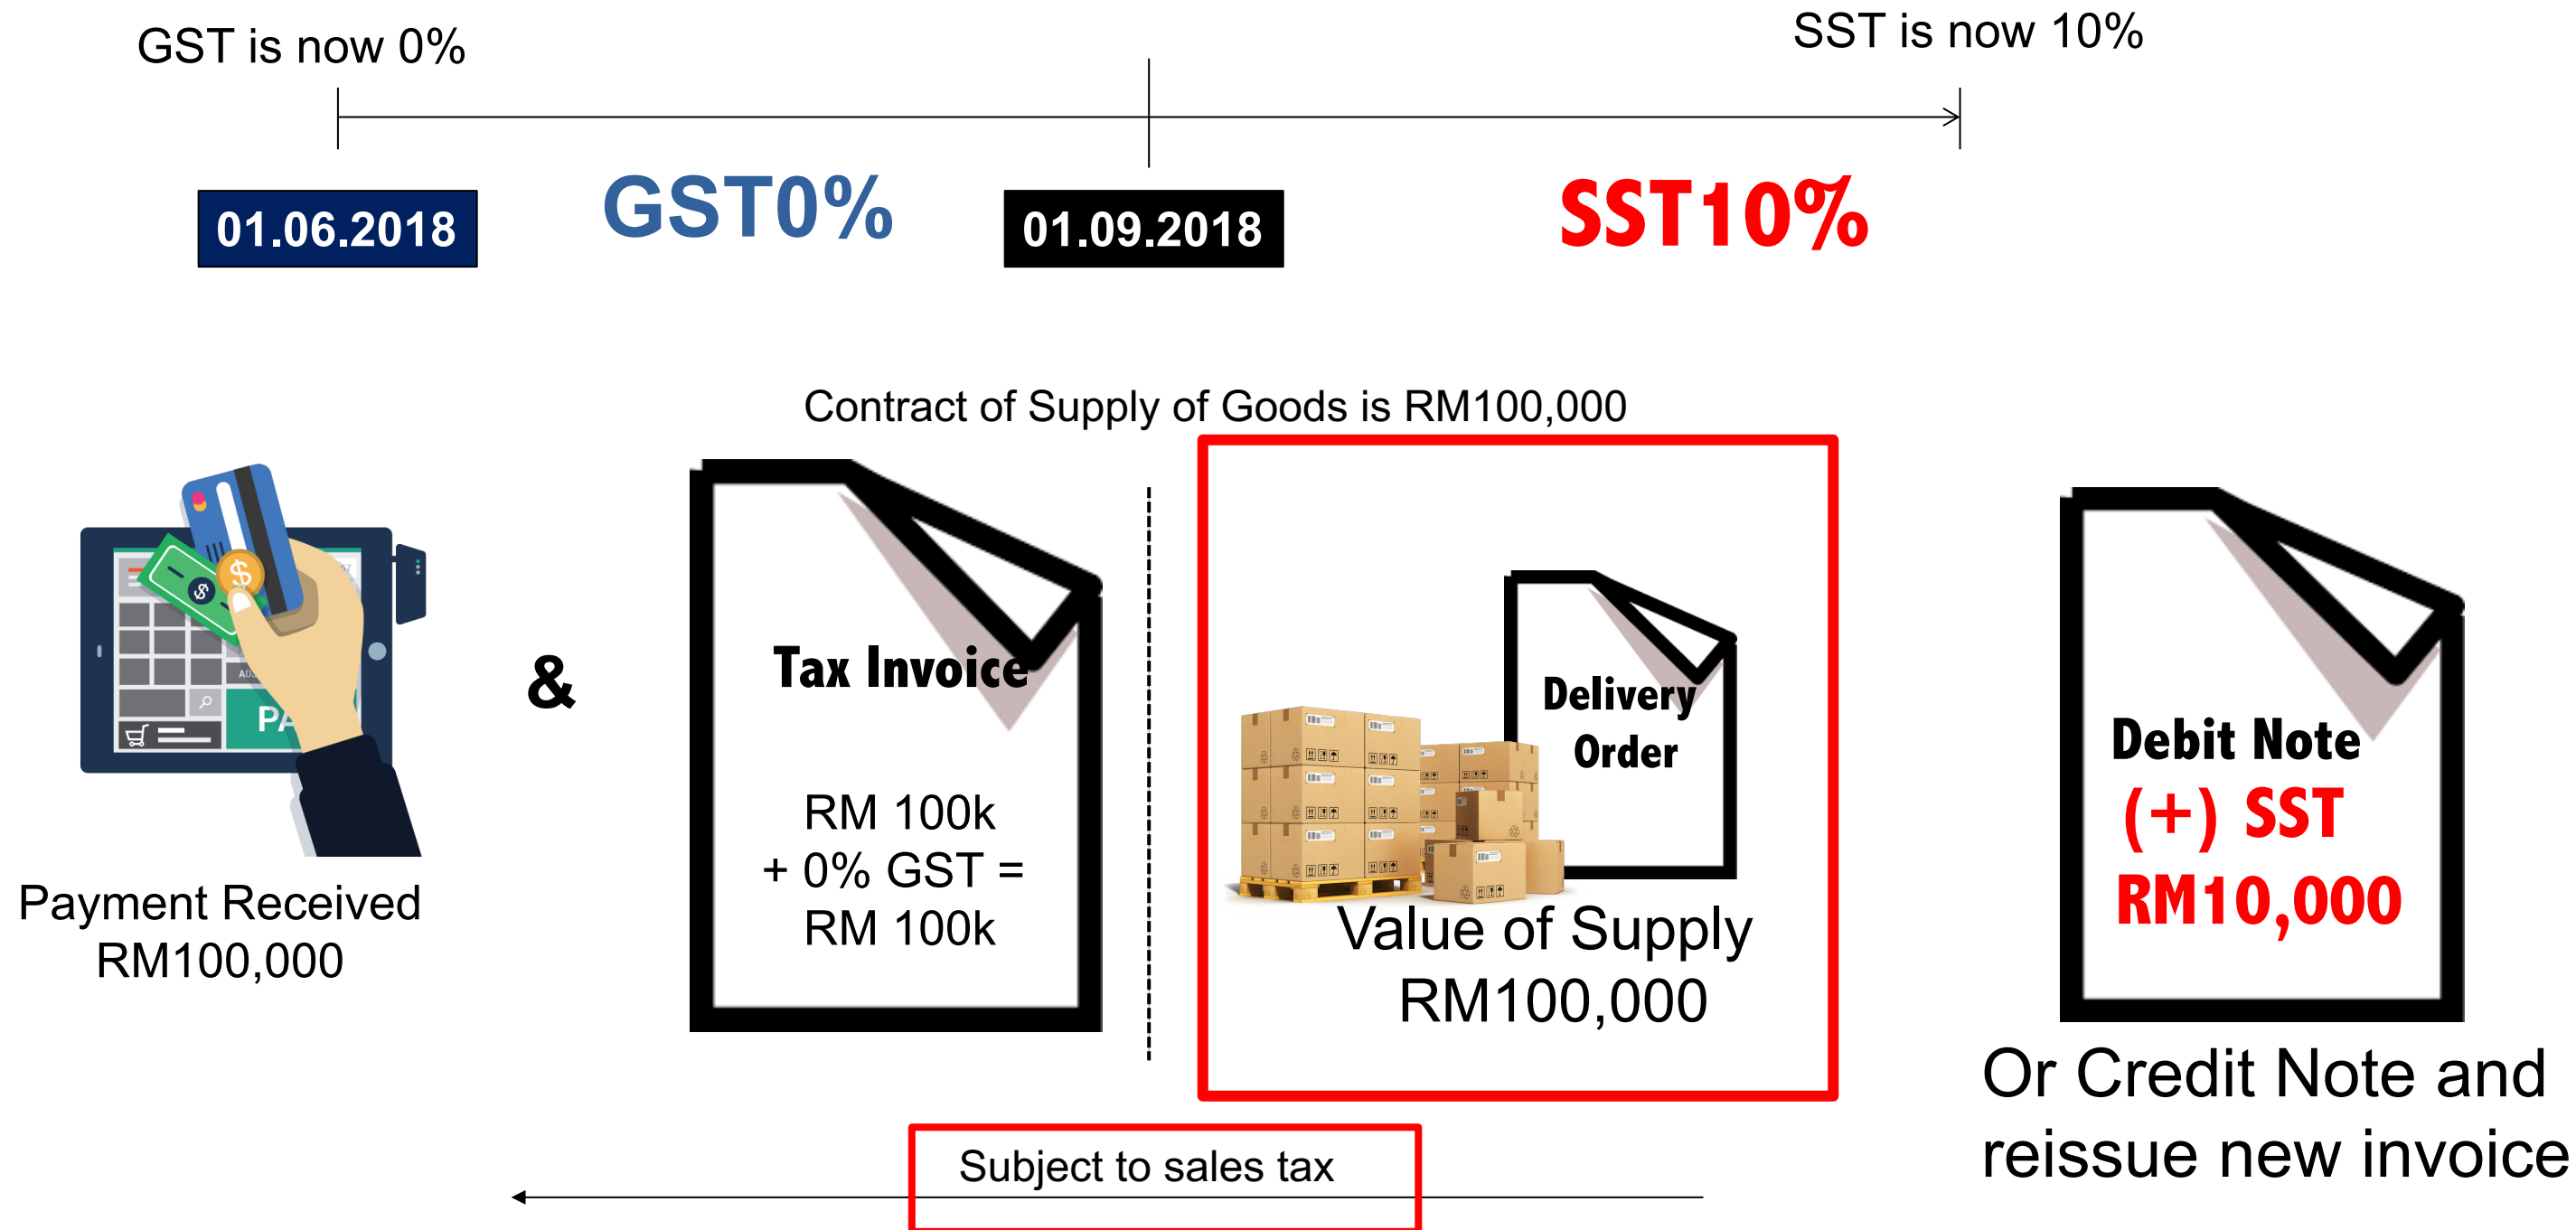 GST is now 0%
SST is now 10%
01.06.2018
GST0%
01.09.2018
SST10%
Contract of Supply of Goods is RM100,000
Payment Received
RM100,000
&
Tax Invoice
RM 100k
+ 0% GST =
RM 100k
Delivery
Order
Value of Supply
RM100,000
Debit Note
(+) SST
RM10,000
Or Credit Note and
reissue new invoice
Subject to sales tax